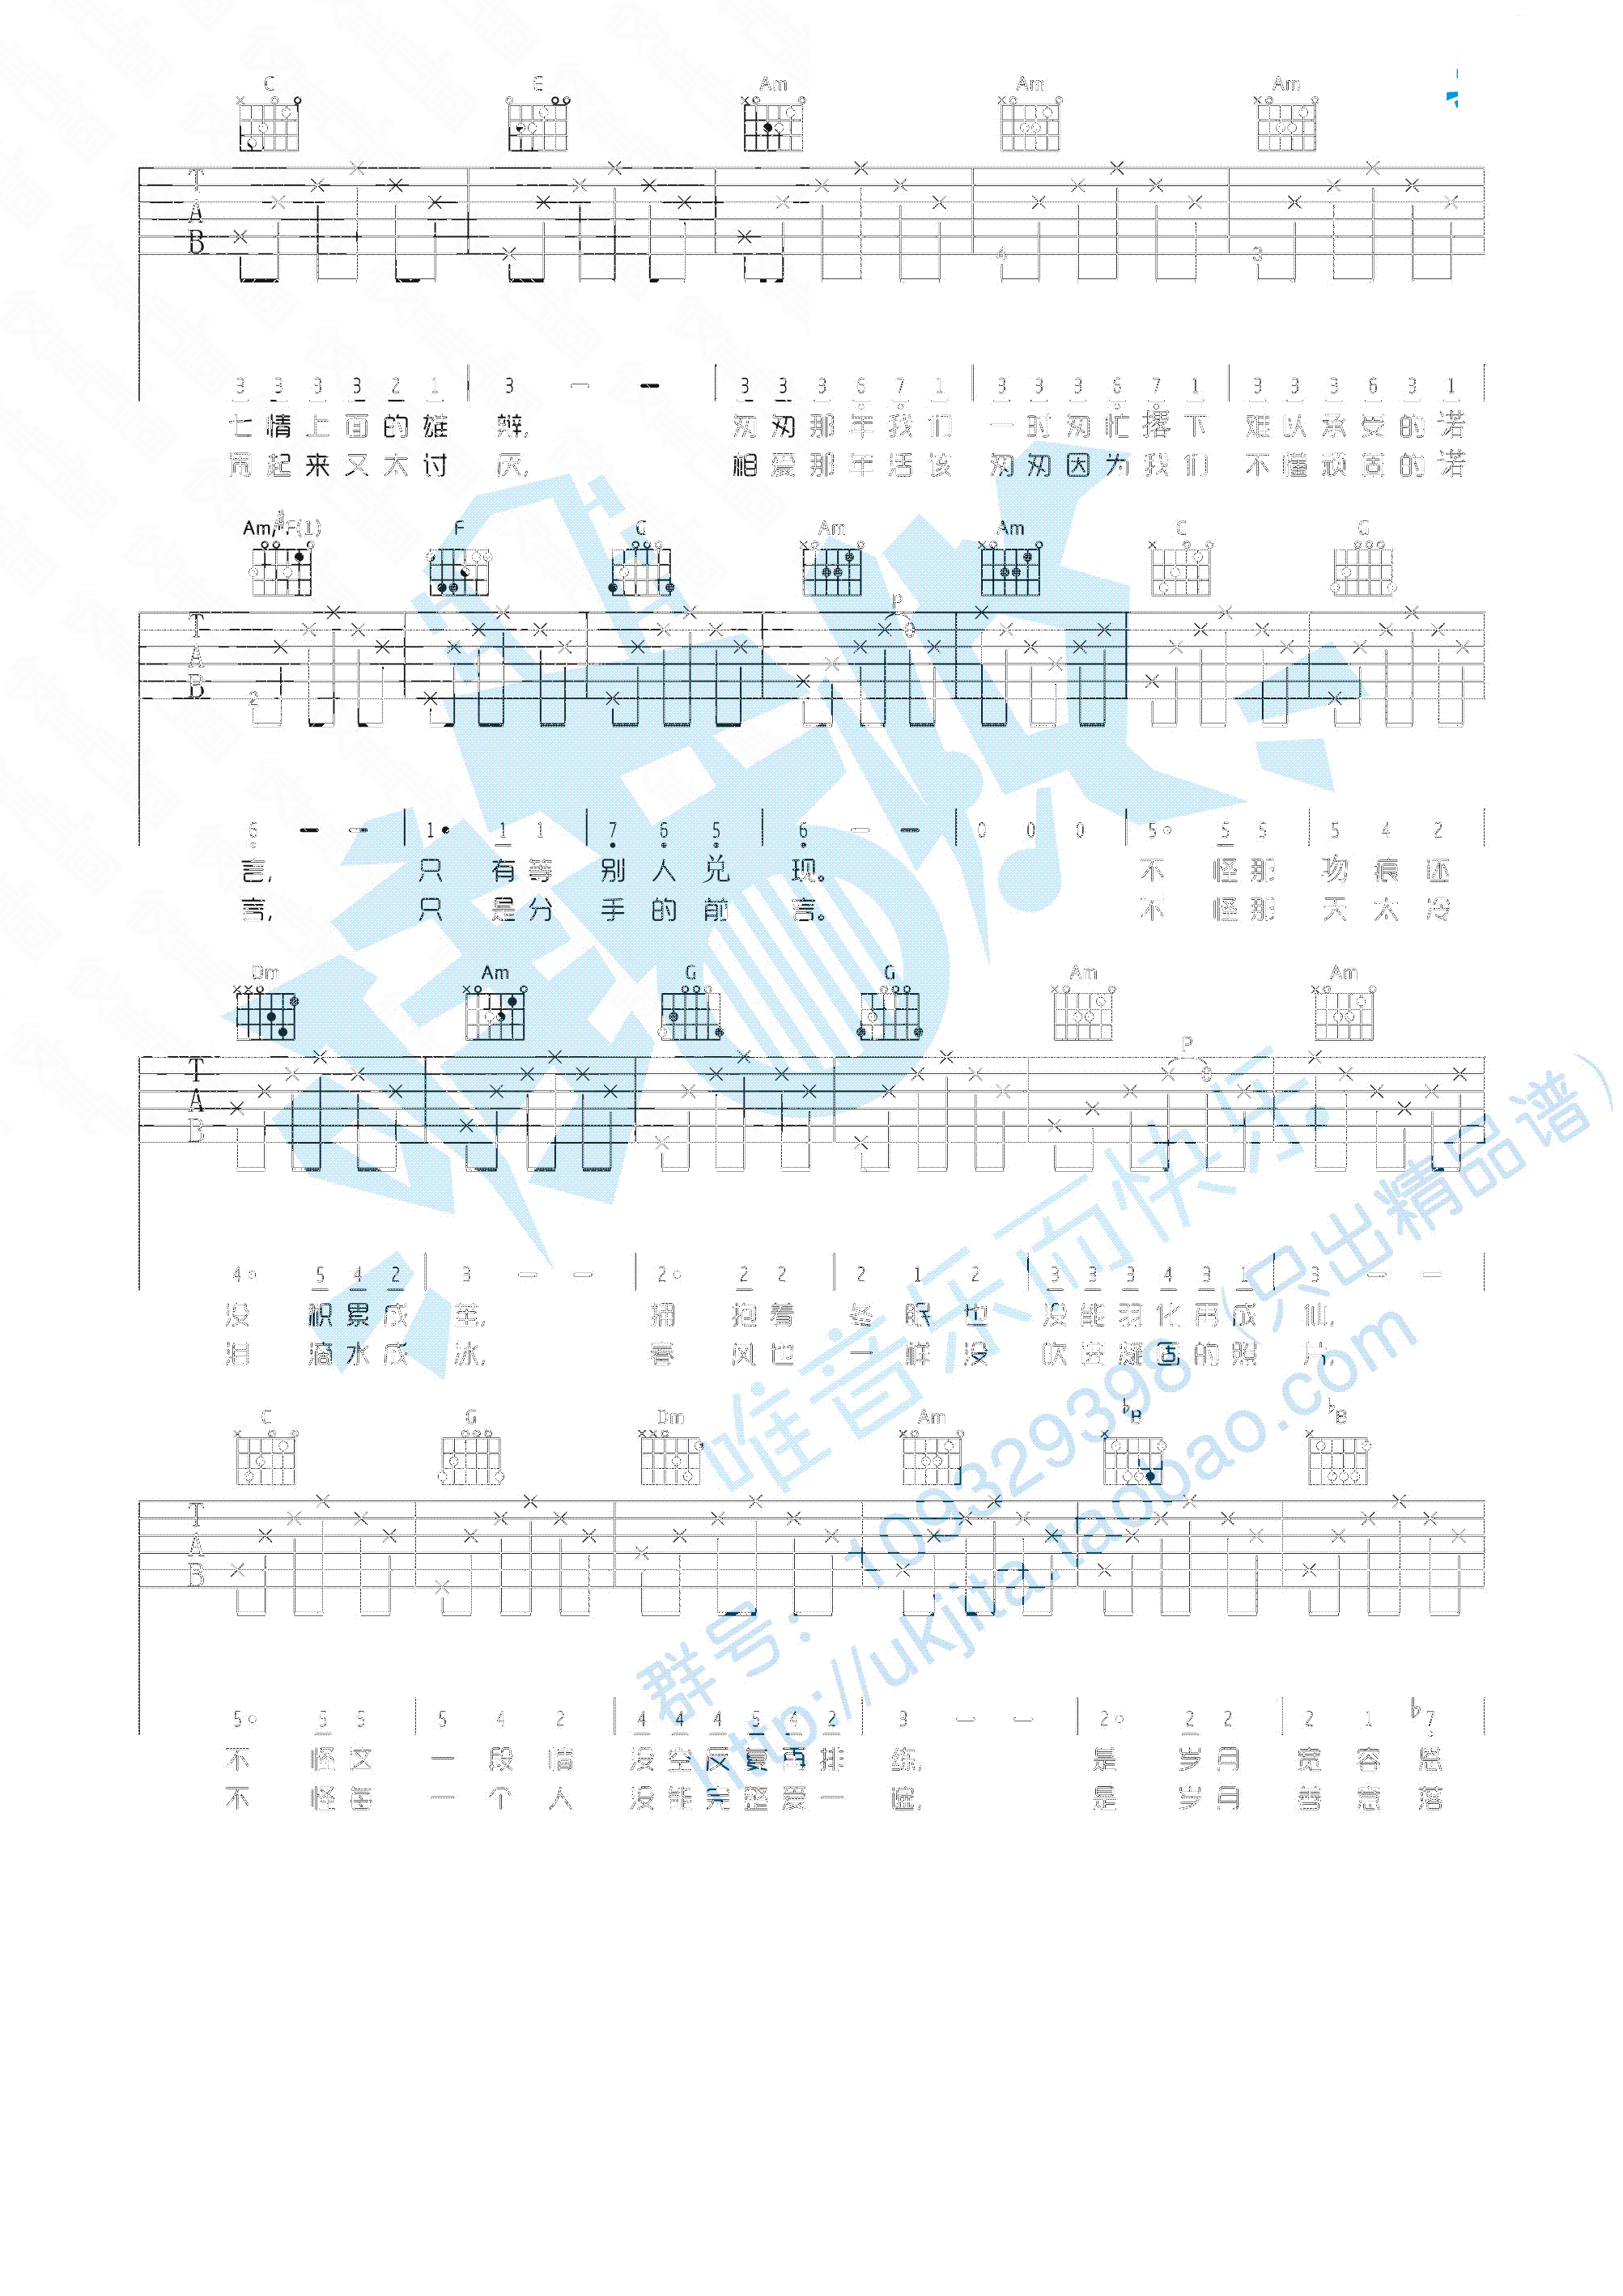 C E Am Am Am
T
A
B
4 3
3 3 3 3 2 1 3 — — 3 3 3 6 7 1 3 3 3 6 7 1 3 3 3 6 3 1
七情上面的雄辩, 匆匆那年我们 一时匆忙撂下 难以承受的诺
而起来又太讨厌, 相爱那年活该 匆匆因为我们 不懂顽固的诺
Am/#F(1) F G Am Am C G
P
T
A
B
2 0
6 — — 1· 1 1 7 6 5 6 — — 0 0 0 5· 5 5 5 4 2
言, 只 有等 别人兑 现。 不 怪那 吻痕还
言, 只 是分 手的前 言。 不 怪那 天太冷
Dm Am G G Am Am
P
T
A
B
0
4· 5 4 2 3 — — 2· 2 2 2 1 2 3 3 3 4 3 1 3 — —
没 积累成 茧, 拥 抱着 冬眠也 没能羽化再成 仙,
泪 滴水成 冰, 春 风也 一样没 吹进凝固的照 片,
C G Dm Am ♭B ♭B
T
A
B
5· 5 5 5 4 2 4 4 4 5 4 2 3 — — 2· 2 2 2 1 ♭7
不 怪这 一段情 没空反复再排 练, 是 岁月 宽容恩
不 怪每 一个人 没能完整爱一 遍, 是 岁月 善意落
唯音乐而快乐.
群号：109329398（只出精品谱）
http://ukjita.taobao.com